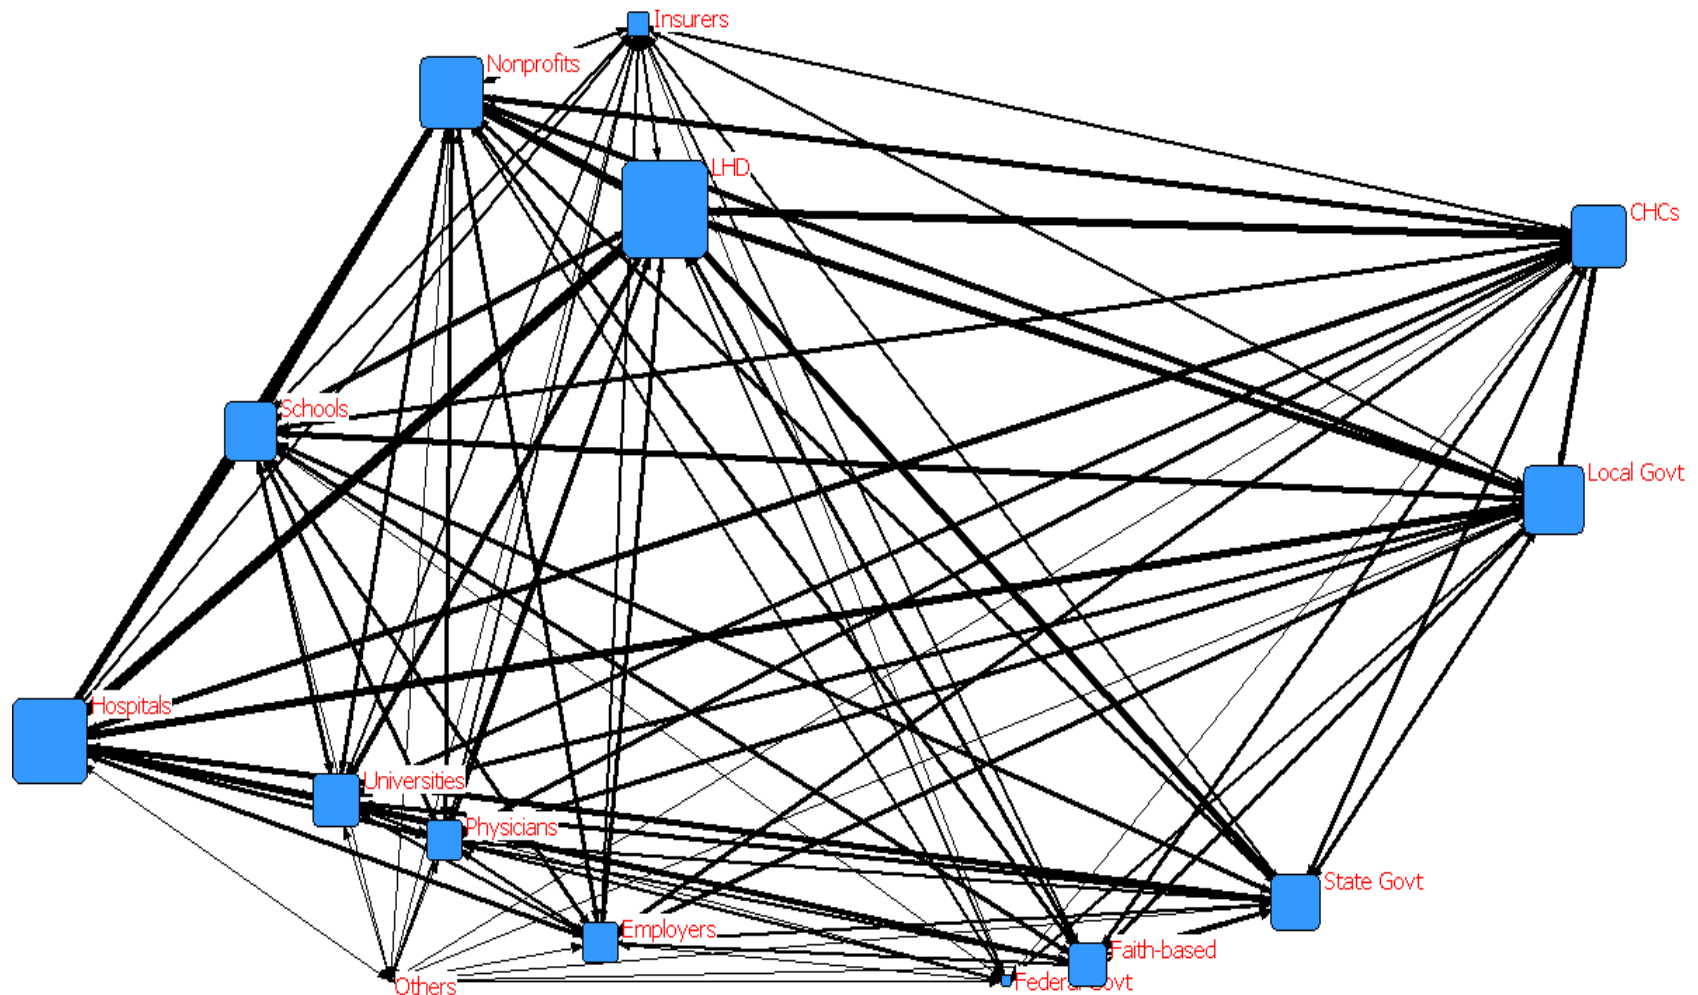 Insurers
Nonprofits
LHD
CHCs
Schools
Local Govt
Hospitals
Universities
Physicians
State Govt
Employers
Faith-based
Federal Govt
Others